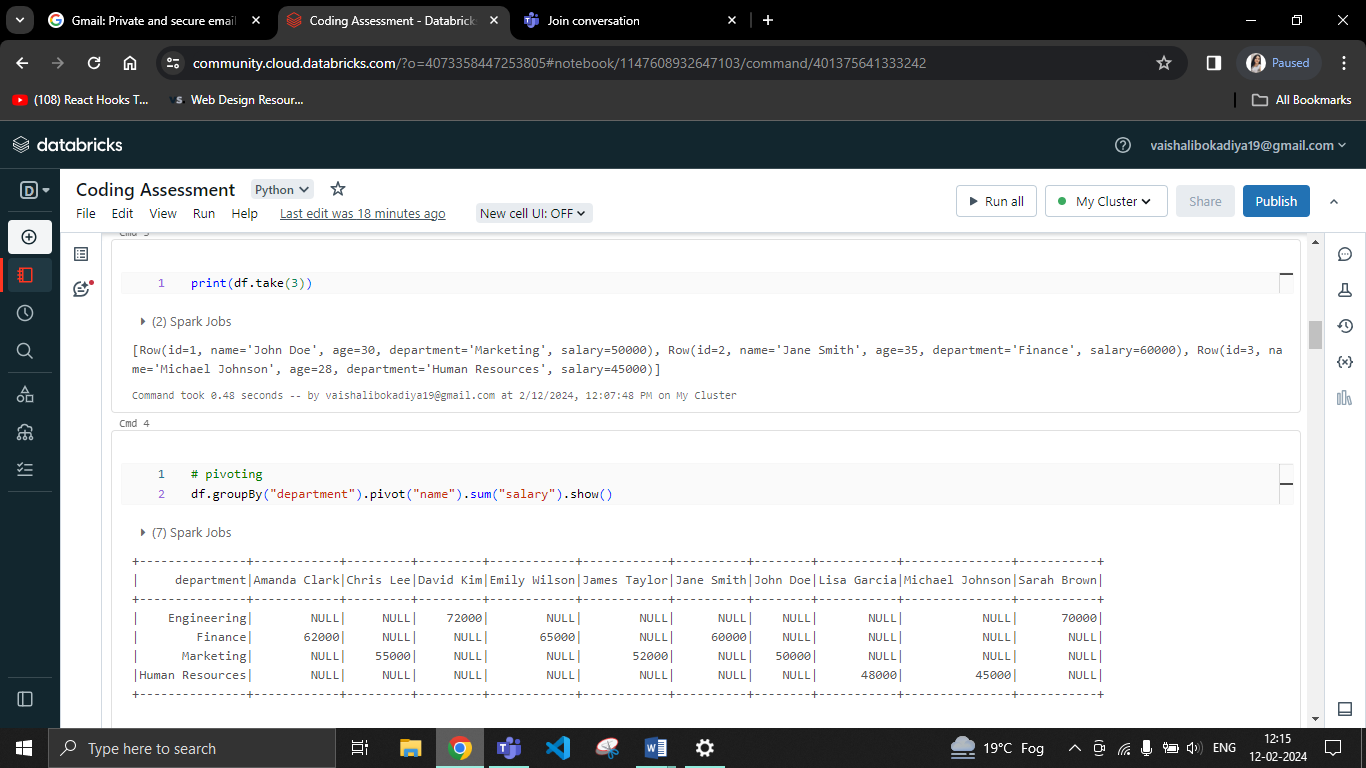 Gmail: Private and secure email
Coding Assessment - Databricks
Join conversation
community.cloud.databricks.com/?o=4073358447253805#notebook/1147608932647103/command/401375641333242
Paused
(108) React Hooks T...
VS
Web Design Resour...
All Bookmarks
databricks
vaishalibokadiya19@gmail.com
D
Coding Assessment
Python
File Edit View Run Help Last edit was 18 minutes ago New cell UI: OFF
Run all
My Cluster
Share
Publish
Cmd 3
1 print(df.take(3))
(2) Spark Jobs
[Row(id=1, name='John Doe', age=30, department='Marketing', salary=50000), Row(id=2, name='Jane Smith', age=35, department='Finance', salary=60000), Row(id=3, na
me='Michael Johnson', age=28, department='Human Resources', salary=45000)]
Command took 0.48 seconds -- by vaishalibokadiya19@gmail.com at 2/12/2024, 12:07:48 PM on My Cluster
Cmd 4
1 # pivoting
2 df.groupBy("department").pivot("name").sum("salary").show()
(7) Spark Jobs
+---------------+------------+---------+---------+------------+------------+----------+--------+-----------+---------------+-----------+
|     department|Amanda Clark|Chris Lee|David Kim|Emily Wilson|James Taylor|Jane Smith|John Doe|Lisa Garcia|Michael Johnson|Sarah Brown|
+---------------+------------+---------+---------+------------+------------+----------+--------+-----------+---------------+-----------+
|    Engineering|        NULL|     NULL|    72000|        NULL|        NULL|      NULL|    NULL|       NULL|           NULL|      70000|
|        Finance|       62000|     NULL|     NULL|       65000|        NULL|     60000|    NULL|       NULL|           NULL|       NULL|
|      Marketing|        NULL|    55000|     NULL|        NULL|       52000|      NULL|   50000|       NULL|           NULL|       NULL|
|Human Resources|        NULL|     NULL|     NULL|        NULL|        NULL|      NULL|    NULL|      48000|          45000|       NULL|
+---------------+------------+---------+---------+------------+------------+----------+--------+-----------+---------------+-----------+
Type here to search
19°C Fog
ENG
12:15
12-02-2024